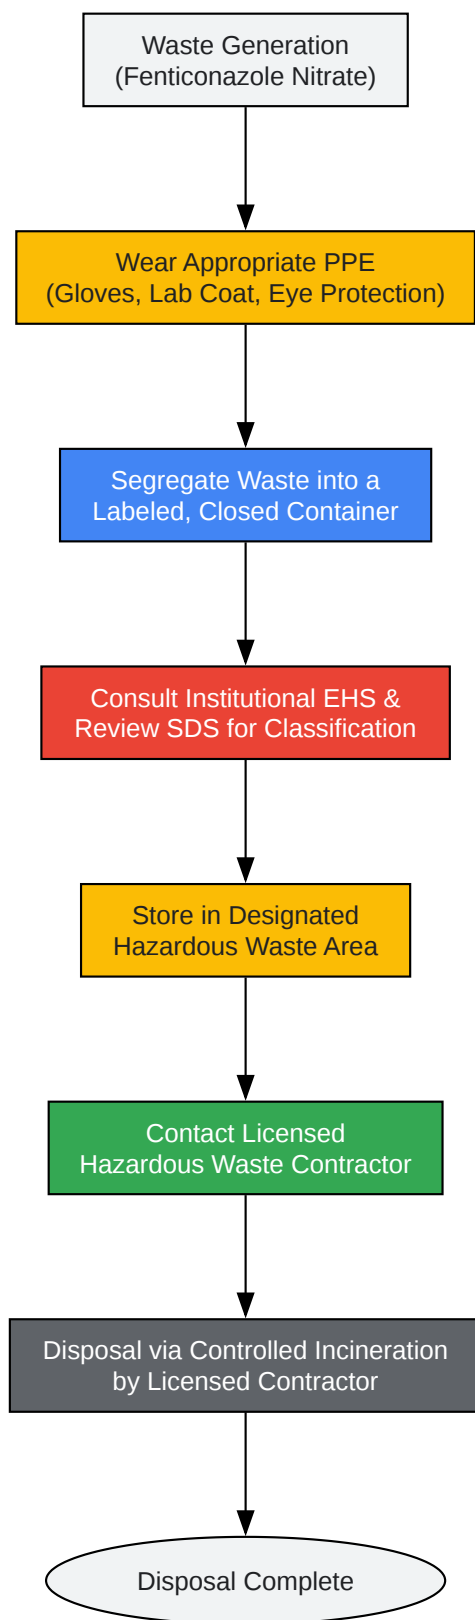 Waste Generation
(Fenticonazole Nitrate)
Wear Appropriate PPE
(Gloves, Lab Coat, Eye Protection)
Segregate Waste into a
Labeled, Closed Container
Consult Institutional EHS &
Review SDS for Classification
Store in Designated
Hazardous Waste Area
Contact Licensed
Hazardous Waste Contractor
Disposal via Controlled Incineration
by Licensed Contractor
Disposal Complete